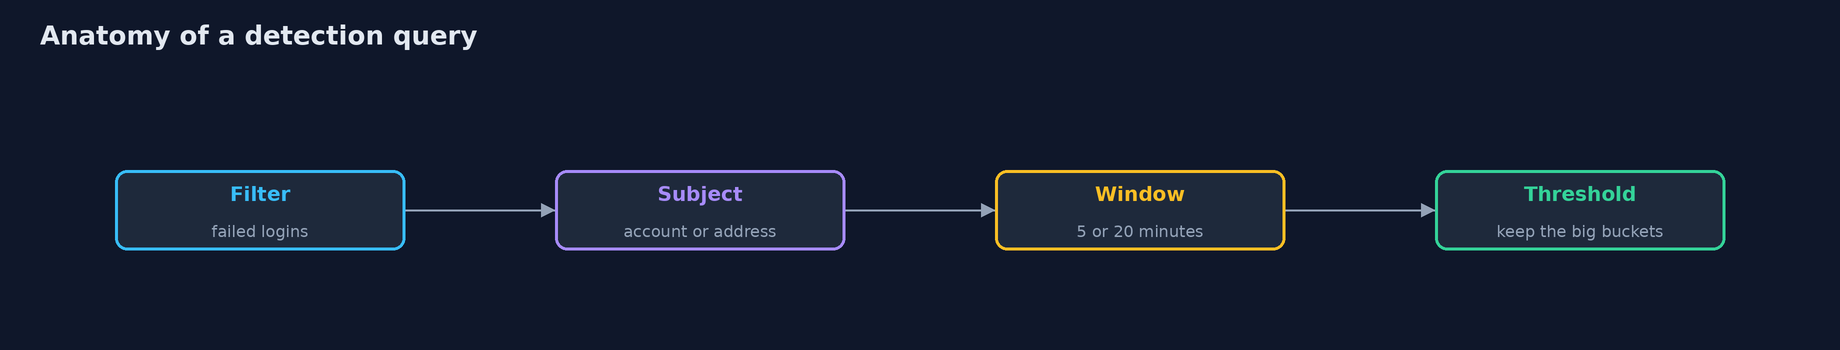 Anatomy of a detection query
Filter
failed logins
Subject
account or address
Window
5 or 20 minutes
Threshold
keep the big buckets